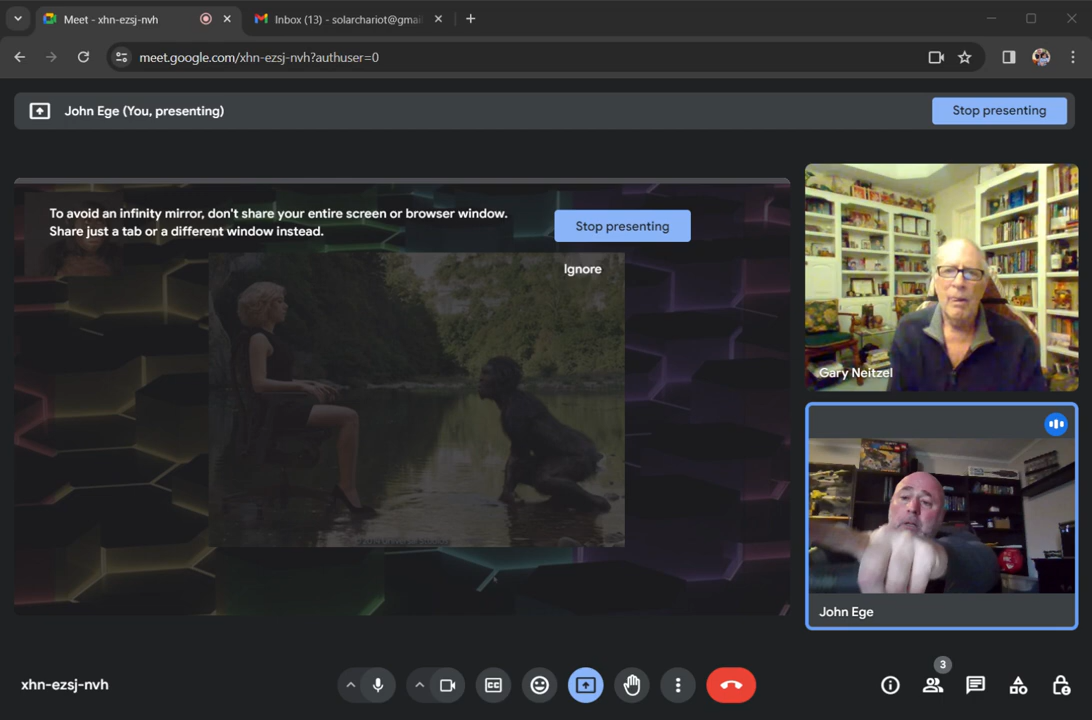 Meet - xhn-ezsj-nvh
Inbox (13) - solarchariot@gmai
meet.google.com/xhn-ezsj-nvh?authuser=0
John Ege (You, presenting)
Stop presenting
To avoid an infinity mirror, don't share your entire screen or browser window.
Share just a tab or a different window instead.
Stop presenting
Ignore
Gary Neitzel
John Ege
xhn-ezsj-nvh
CC
3